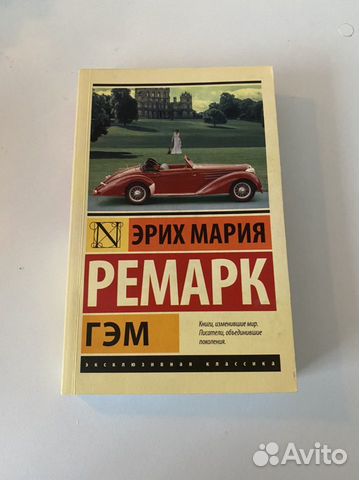 N ЭРИХ МАРИЯ
РЕМАРК
ГЭМ
Книги, изменившие мир.
Писатели, объединившие
поколения.
эксклюзивная классика
Avito